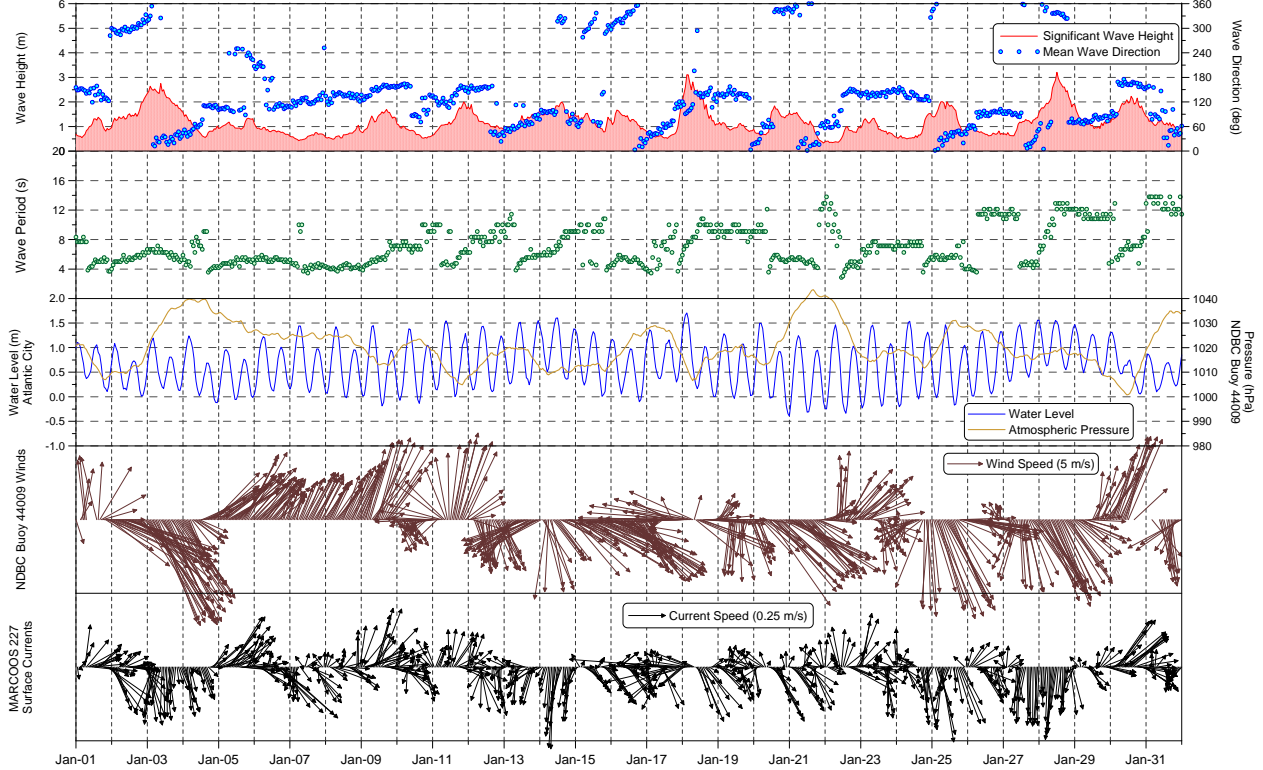 6
5
4
3
2
1
0
Wave Height (m)
360
300
240
180
120
60
0
Wave Direction (deg)
Significant Wave Height
Mean Wave Direction
20
16
12
8
4
Wave Period (s)
2.0
1.5
1.0
0.5
0.0
-0.5
-1.0
Water Level (m)
Atlantic City
1040
1030
1020
1010
1000
990
980
Pressure (hPa)
NDBC Buoy 44009
Water Level
Atmospheric Pressure
NDBC Buoy 44009 Winds
Wind Speed (5 m/s)
MARCOOS 227
Surface Currents
Current Speed (0.25 m/s)
Jan-01 Jan-03 Jan-05 Jan-07 Jan-09 Jan-11 Jan-13 Jan-15 Jan-17 Jan-19 Jan-21 Jan-23 Jan-25 Jan-27 Jan-29 Jan-31